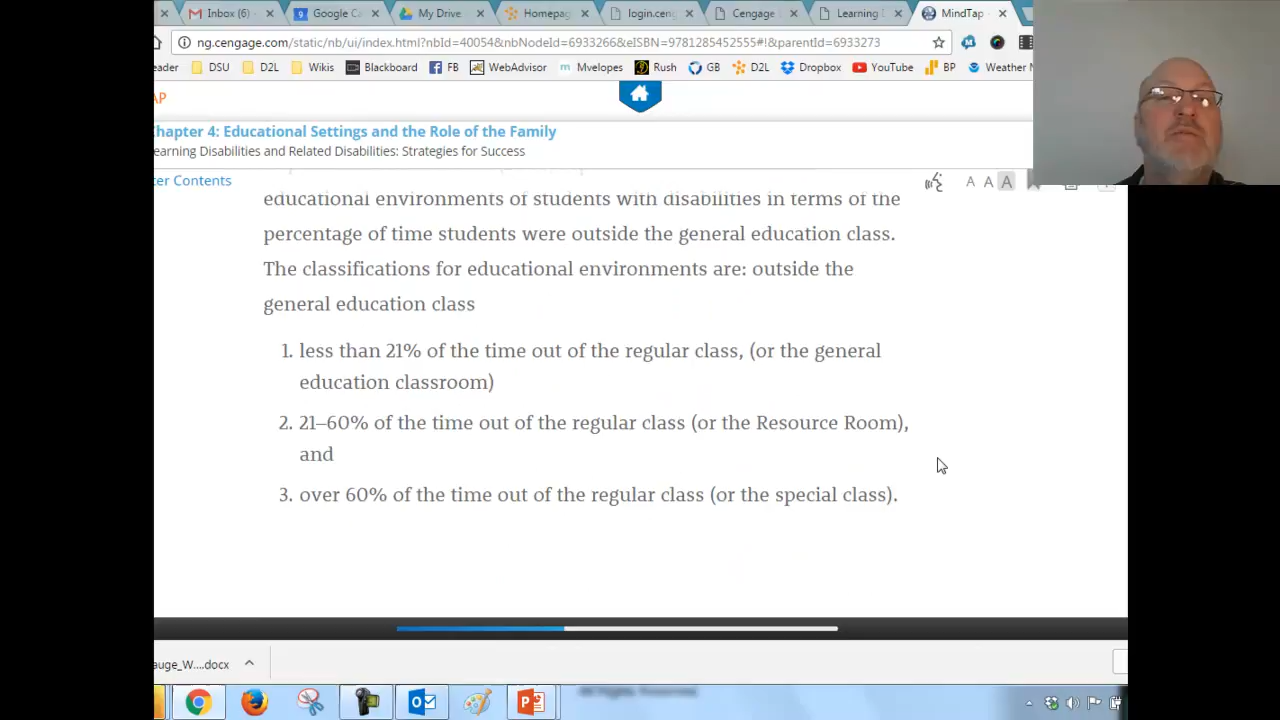 Inbox (6)
Google Ca
My Drive
Homepag
login.ceng
Cengage L
Learning
MindTap
ng.cengage.com/static/nb/ui/index.html?nbId=40054&nbNodeId=6933266&eISBN=9781285452555#!&parentId=6933273
eader
DSU
D2L
Wikis
Blackboard
FB
WebAdvisor
Mvelopes
Rush
GB
D2L
Dropbox
YouTube
BP
Weather
AP
Chapter 4: Educational Settings and the Role of the Family
earning Disabilities and Related Disabilities: Strategies for Success
ter Contents
A A A
educational environments of students with disabilities in terms of the
percentage of time students were outside the general education class.
The classifications for educational environments are: outside the
general education class
1. less than 21% of the time out of the regular class, (or the general
education classroom)
2. 21–60% of the time out of the regular class (or the Resource Room),
and
3. over 60% of the time out of the regular class (or the special class).
auge_W....docx
All Rights Reserved.